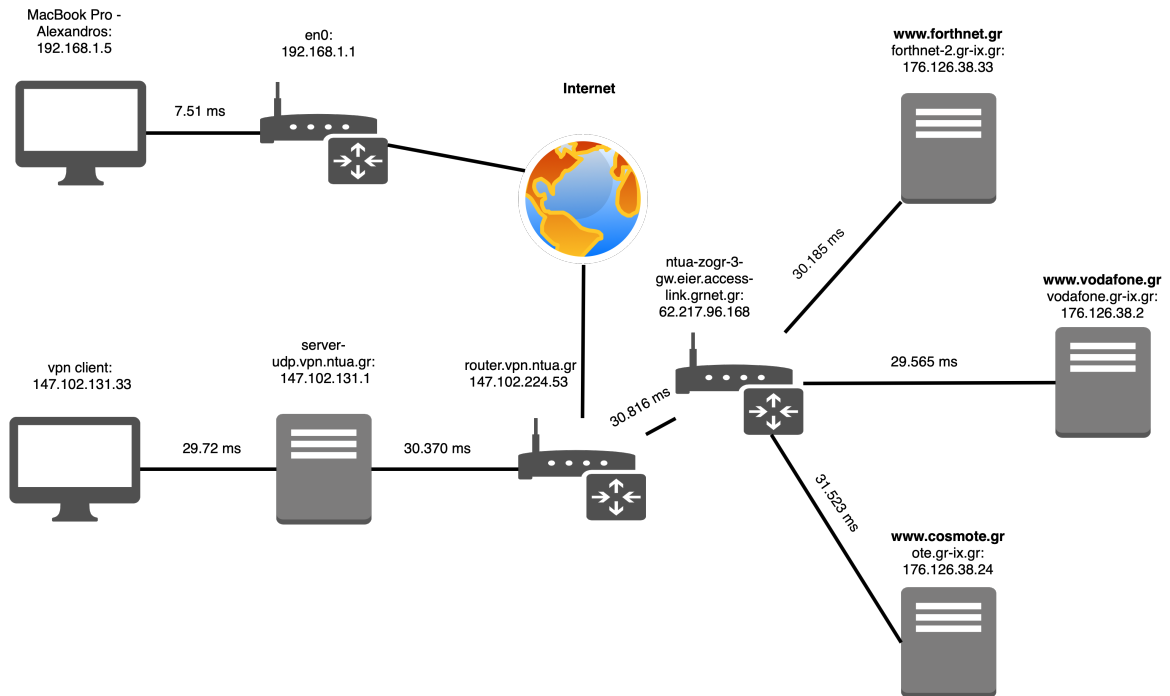 MacBook Pro -
Alexandros:
192.168.1.5
en0:
192.168.1.1
7.51 ms
Internet
www.forthnet.gr
forthnet-2.gr-ix.gr:
176.126.38.33
30.185 ms
ntua-zogr-3-
gw.eier.access-
link.grnet.gr:
62.217.96.168
www.vodafone.gr
vodafone.gr-ix.gr:
176.126.38.2
29.565 ms
vpn client:
147.102.131.33
29.72 ms
server-
udp.vpn.ntua.gr:
147.102.131.1
30.370 ms
router.vpn.ntua.gr
147.102.224.53
30.816 ms
31.523 ms
www.cosmote.gr
ote.gr-ix.gr:
176.126.38.24